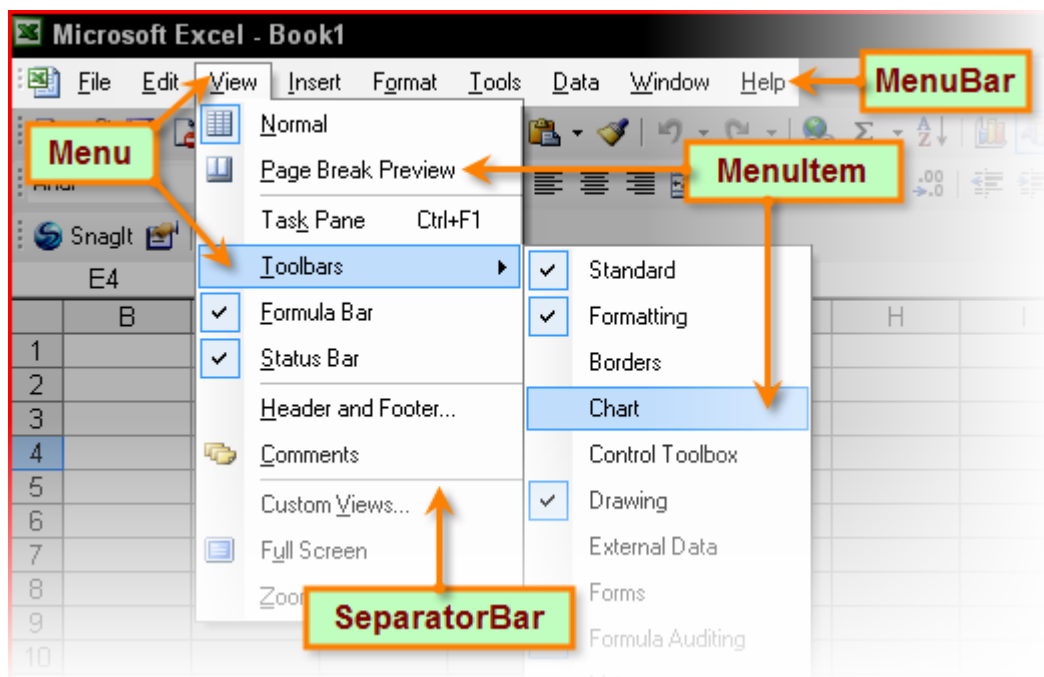 Microsoft Excel - Book1
File Edit View Insert Format Tools Data Window Help
MenuBar
Menu
Normal
Page Break Preview
MenuItem
Task Pane Ctrl+F1
SnagIt
Toolbars
E4
Formula Bar
Status Bar
Header and Footer...
Comments
Custom Views...
Full Screen
SeparatorBar
Standard
Formatting
Borders
Chart
Control Toolbox
Drawing
External Data
Forms
Formula Auditing
B H I
1
2
3
4
5
6
7
8
9
10